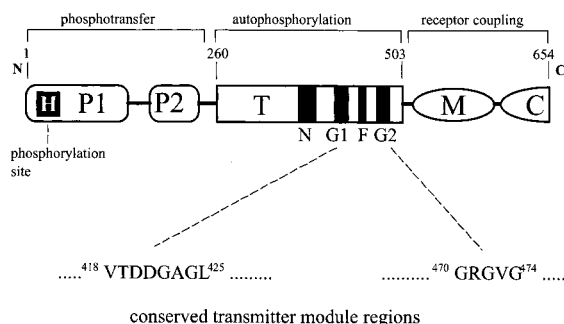 phosphotransfer autophosphorylation receptor coupling
1 260 503 654
N C
H P1 P2 T M C
N G1 F G2
phosphorylation
site
.....418 VTDDGAGL425 ......... .....470 GRGVG474 .........
conserved transmitter module regions